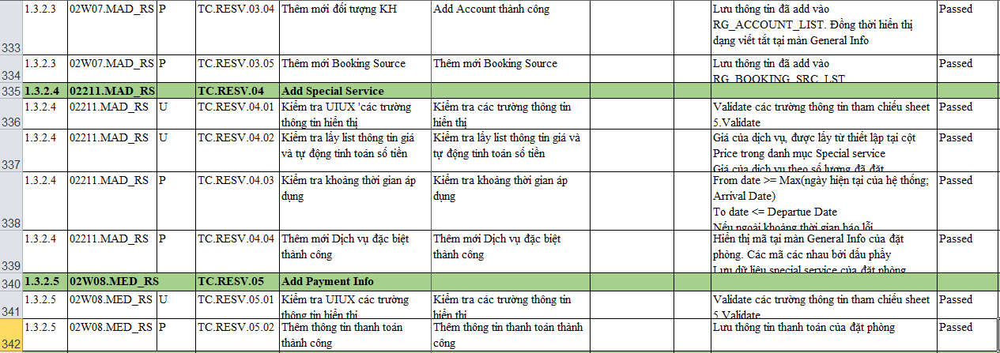 333 1.3.2.3 02W07.MAD_RS P TC.RESV.03.04 Thêm mới đối tượng KH Add Account thành công Lưu thông tin đã add vào Passed
RG_ACCOUNT_LIST. Đồng thời hiển thị
dạng viết tắt tại màn General Info
334 1.3.2.3 02W07.MAD_RS P TC.RESV.03.05 Thêm mới Booking Source Thêm mới Booking Source Lưu thông tin đã add vào Passed
RG_BOOKING_SRC_LST
335 1.3.2.4 02211.MAD_RS TC.RESV.04 Add Special Service
336 1.3.2.4 02211.MAD_RS U TC.RESV.04.01 Kiểm tra UIUX 'các trường Kiểm tra các trường thông tin Validate các trường thông tin tham chiếu sheet Passed
thông tin hiển thị hiển thị 5.Validate
337 1.3.2.4 02211.MAD_RS U TC.RESV.04.02 Kiểm tra lấy list thông tin giá Kiểm tra lấy list thông tin giá và Giá của dịch vụ, được lấy từ thiết lập tại cột Passed
và tự động tính toán số tiền tự động tính toán số tiền Price trong danh mục Special service
Giá của dịch vụ theo số lượng đã đặt
338 1.3.2.4 02211.MAD_RS P TC.RESV.04.03 Kiểm tra khoảng thời gian áp Kiểm tra khoảng thời gian áp From date >= Max(ngày hiện tại của hệ thống; Passed
dụng dụng Arrival Date)
To date <= Departue Date
Nếu ngoài khoảng thời gian báo lỗi
339 1.3.2.4 02211.MAD_RS P TC.RESV.04.04 Thêm mới Dịch vụ đặc biệt Thêm mới Dịch vụ đặc biệt Hiển thị mã tại màn General Info của đặt Passed
thành công thành công phòng. Các mã các nhau bởi dấu phẩy
Lưu dữ liệu special service của đặt phòng
340 1.3.2.5 02W08.MED_RS TC.RESV.05 Add Payment Info
341 1.3.2.5 02W08.MED_RS U TC.RESV.05.01 Kiểm tra UIUX các trường Kiểm tra các trường thông tin Validate các trường thông tin tham chiếu sheet Passed
thông tin hiển thị hiển thị 5.Validate
342 1.3.2.5 02W08.MED_RS P TC.RESV.05.02 Thêm thông tin thanh toán Thêm thông tin thanh toán thành Lưu thông tin thanh toán của đặt phòng Passed
thành công công